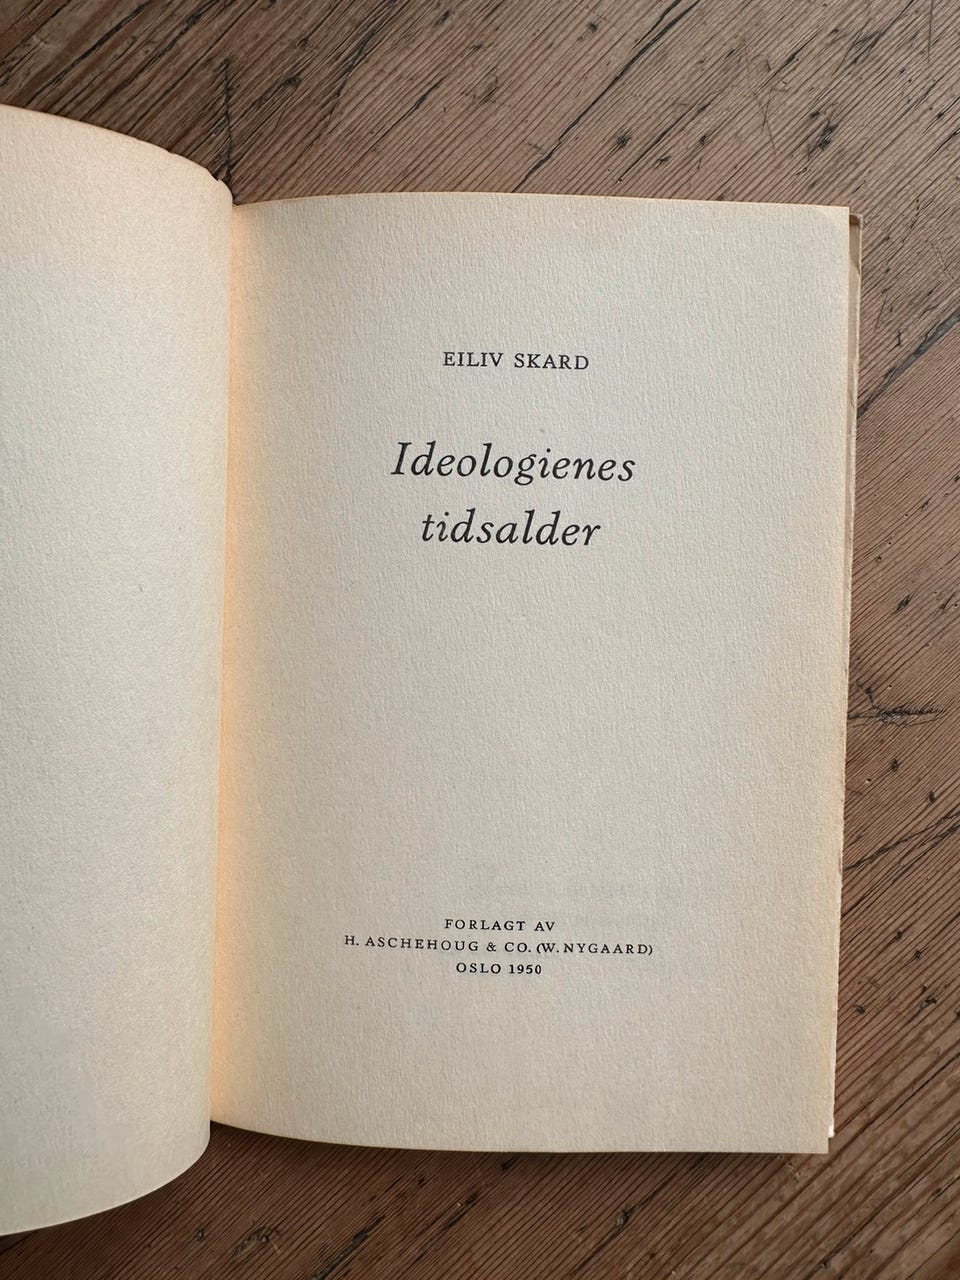 EILIV SKARD
Ideologienes
tidsalder
FORLAGT AV
H. ASCHEHOUG & CO. (W. NYGAARD)
OSLO 1950